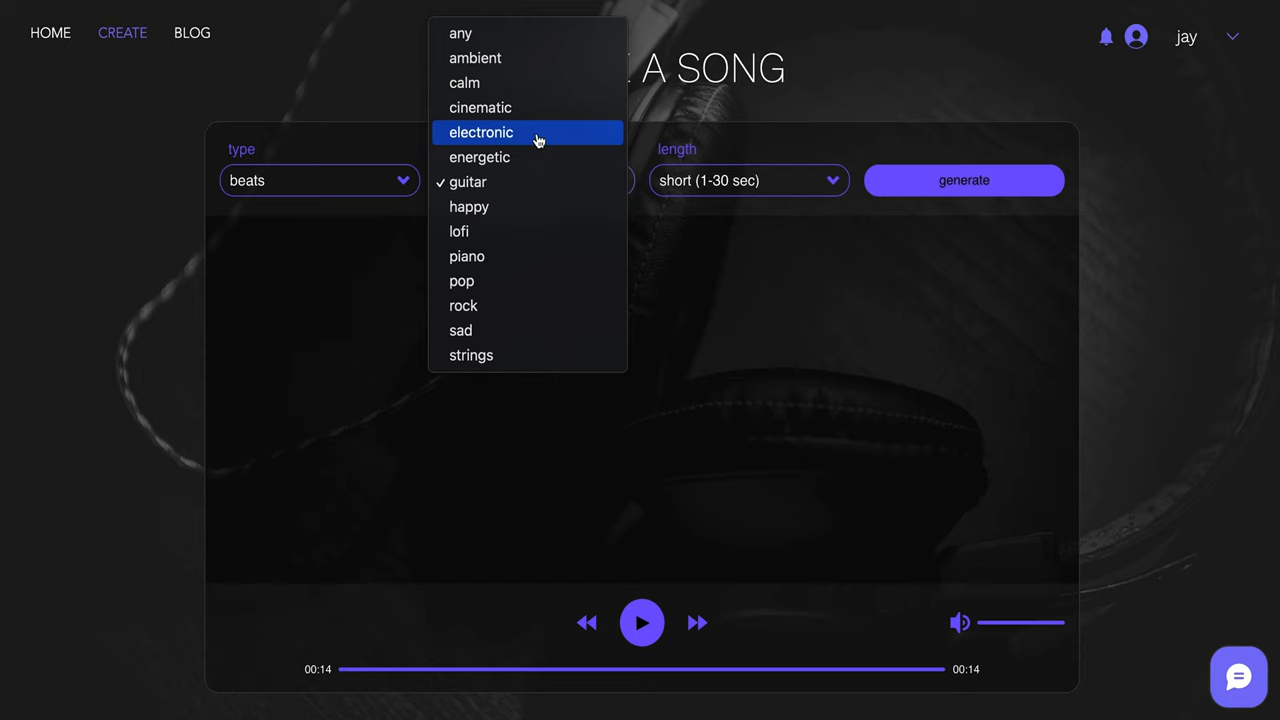 HOME CREATE BLOG
jay
A SONG
any
ambient
calm
cinematic
electronic
energetic
guitar
happy
lofi
piano
pop
rock
sad
strings
type
beats
length
short (1-30 sec)
generate
00:14
00:14